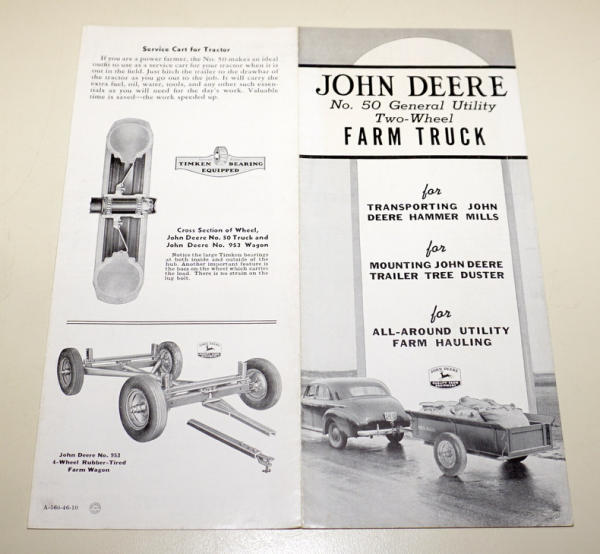 Service Cart for Tractor
If you are a power farmer, the No. 50 makes an ideal
outfit to use as a service cart for your tractor when it is
out in the field. Just hitch the trailer to the drawbar of
the tractor as you go out to the job. It will carry the
extra fuel, oil, water, tools, and any other such essen-
tials as you will need for the day's work. Valuable
time is saved—the work speeded up.
TIMKEN BEARING
EQUIPPED
Cross Section of Wheel,
John Deere No. 50 Truck and
John Deere No. 953 Wagon
Notice the large Timken bearings
at both inside and outside of the
hub. Another important feature is
the boss on the wheel which carries
the load. There is no strain on the
lug bolt.
JOHN DEERE
John Deere No. 953
4-Wheel Rubber-Tired
Farm Wagon
A-560-46-10
JOHN DEERE
No. 50 General Utility
Two-Wheel
FARM TRUCK
for
TRANSPORTING JOHN
DEERE HAMMER MILLS
for
MOUNTING JOHN DEERE
TRAILER TREE DUSTER
for
ALL-AROUND UTILITY
FARM HAULING
JOHN DEERE
QUALITY FARM
EQUIPMENT